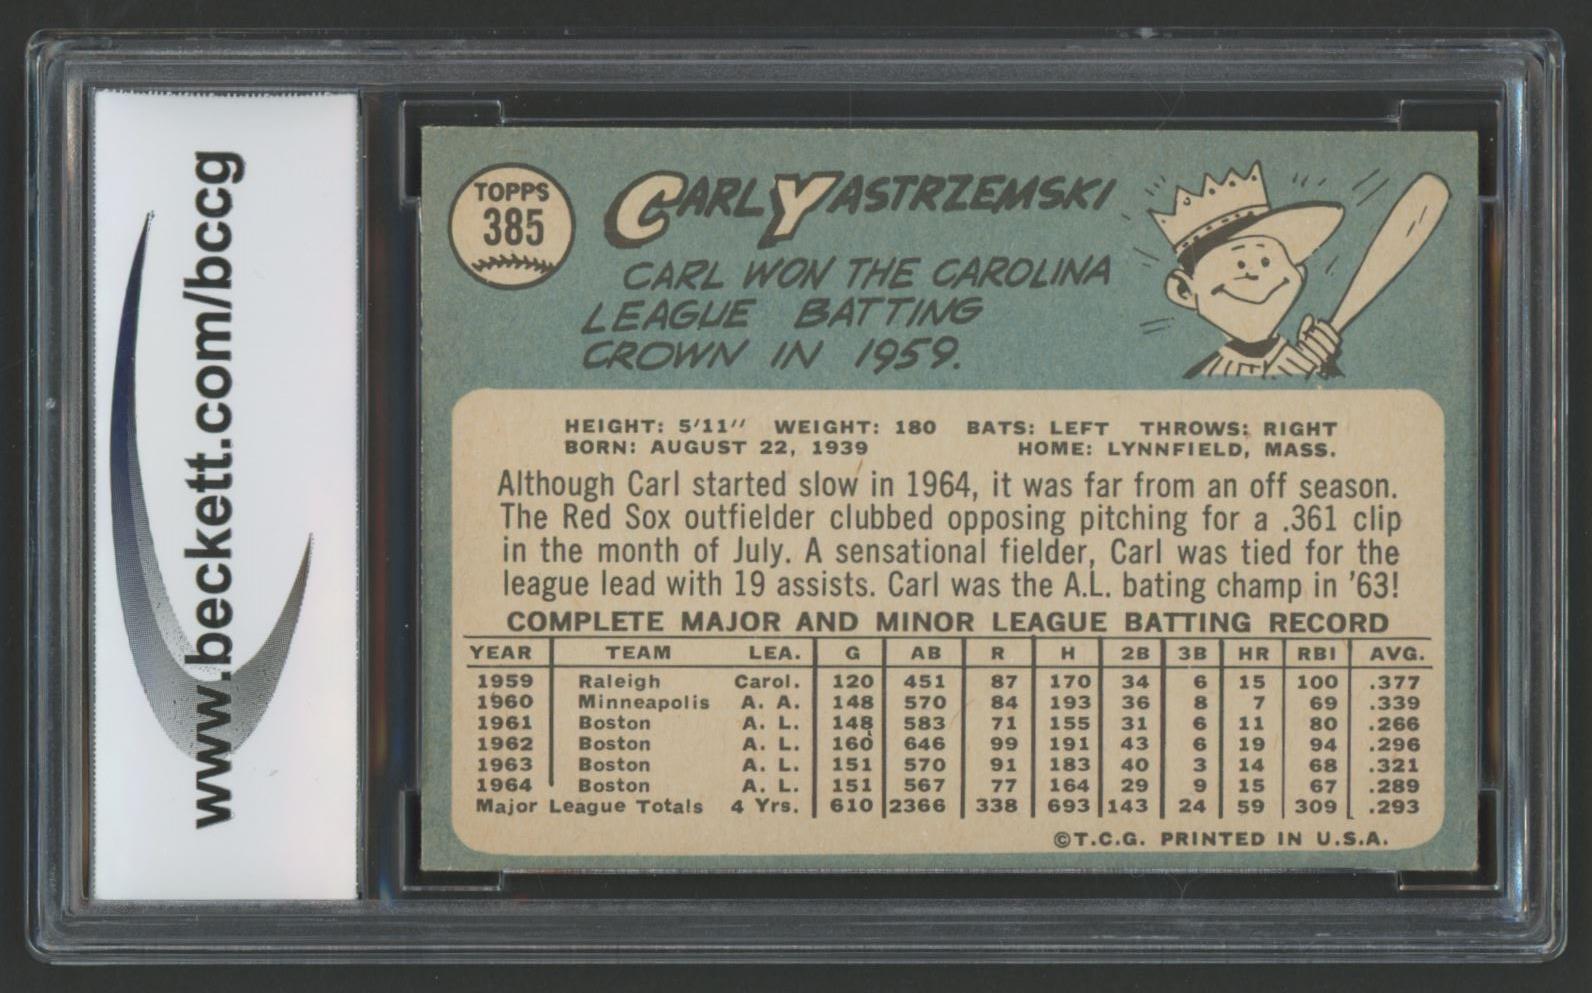 www.beckett.com/bccg
TOPPS
385
CARL YASTRZEMSKI
CARL WON THE CAROLINA
LEAGUE BATTING
CROWN IN 1959.
HEIGHT: 5'11" WEIGHT: 180 BATS: LEFT THROWS: RIGHT
BORN: AUGUST 22, 1939 HOME: LYNNFIELD, MASS.
Although Carl started slow in 1964, it was far from an off season.
The Red Sox outfielder clubbed opposing pitching for a .361 clip
in the month of July. A sensational fielder, Carl was tied for the
league lead with 19 assists. Carl was the A.L. bating champ in '63!
COMPLETE MAJOR AND MINOR LEAGUE BATTING RECORD
YEAR TEAM LEA. G AB R H 2B 3B HR RBI AVG.
1959 Raleigh Carol. 120 451 87 170 34 6 15 100 .377
1960 Minneapolis A. A. 148 570 84 193 36 8 7 69 .339
1961 Boston A. L. 148 583 71 155 31 6 11 80 .266
1962 Boston A. L. 160 646 99 191 43 6 19 94 .296
1963 Boston A. L. 151 570 91 183 40 3 14 68 .321
1964 Boston A. L. 151 567 77 164 29 9 15 67 .289
Major League Totals 4 Yrs. 610 2366 338 693 143 24 59 309 .293
©T.C.G. PRINTED IN U.S.A.